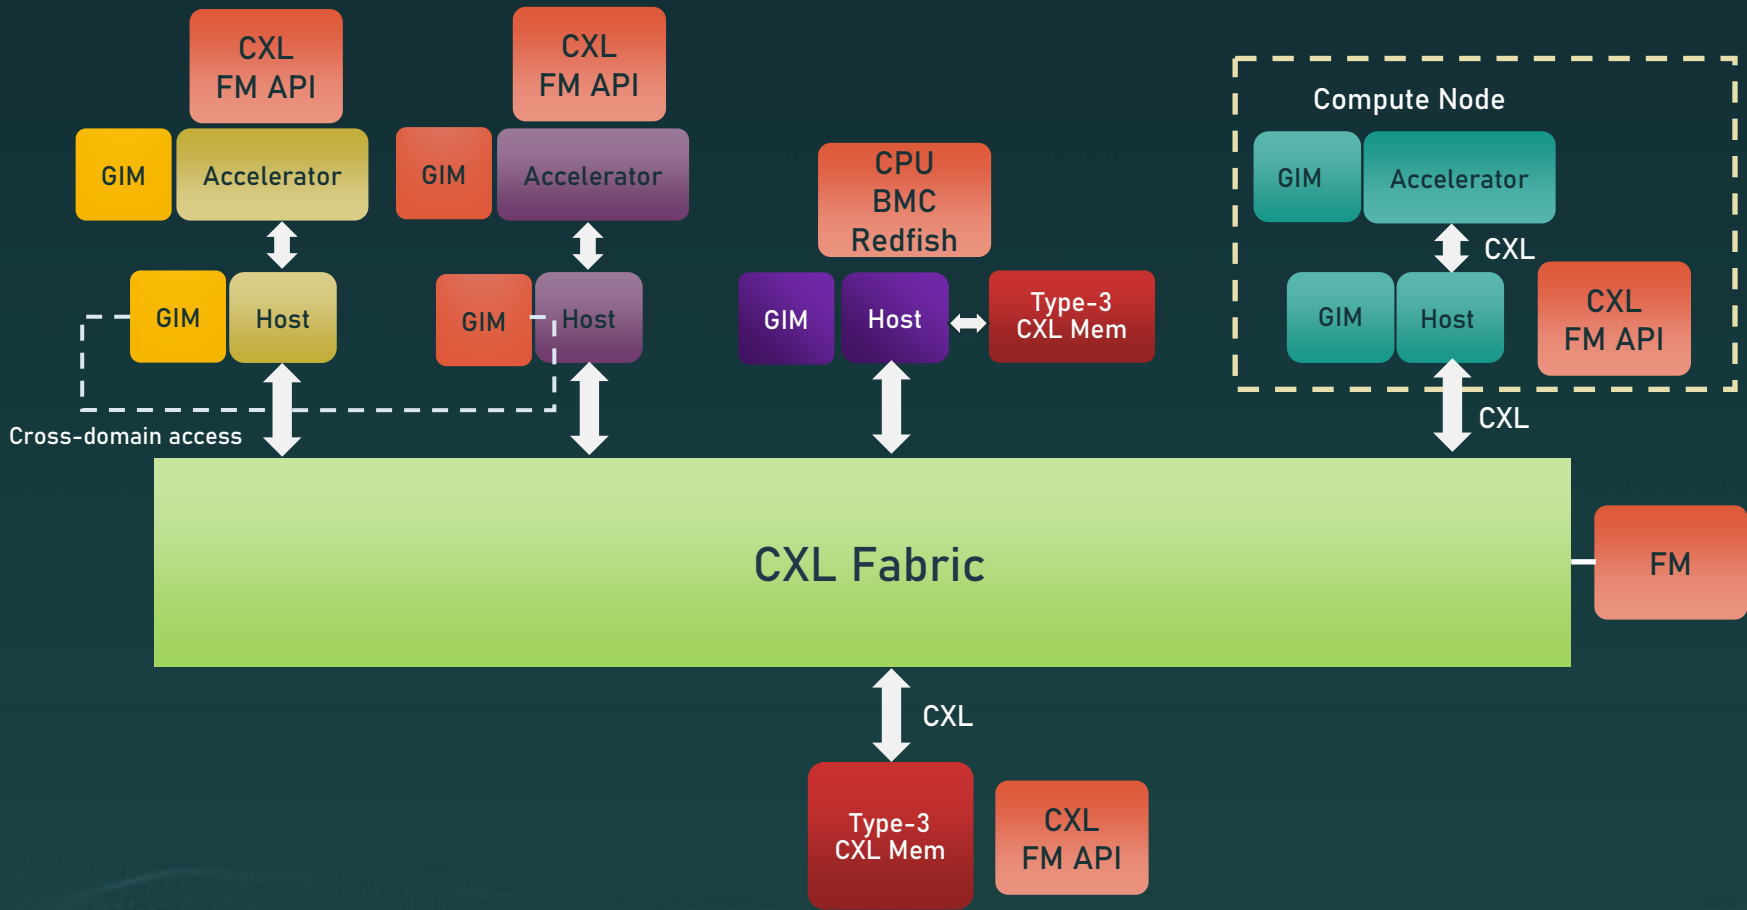 CXL
FM API
CXL
FM API
Compute Node
GIM
Accelerator
GIM
Accelerator
CPU
BMC
Redfish
GIM
Accelerator
CXL
GIM
Host
GIM
Host
GIM
Host
Type-3
CXL Mem
GIM
Host
CXL
FM API
Cross-domain access
CXL
CXL Fabric
FM
CXL
Type-3
CXL Mem
CXL
FM API